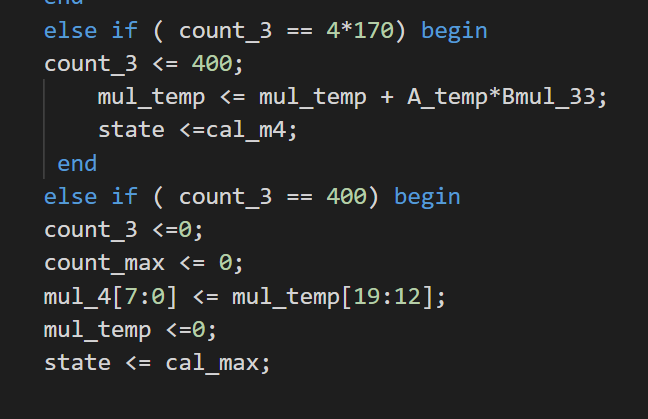 end
else if ( count_3 == 4*170) begin
count_3 <= 400;
mul_temp <= mul_temp + A_temp*Bmul_33;
state <=cal_m4;
end
else if ( count_3 == 400) begin
count_3 <=0;
count_max <= 0;
mul_4[7:0] <= mul_temp[19:12];
mul_temp <=0;
state <= cal_max;